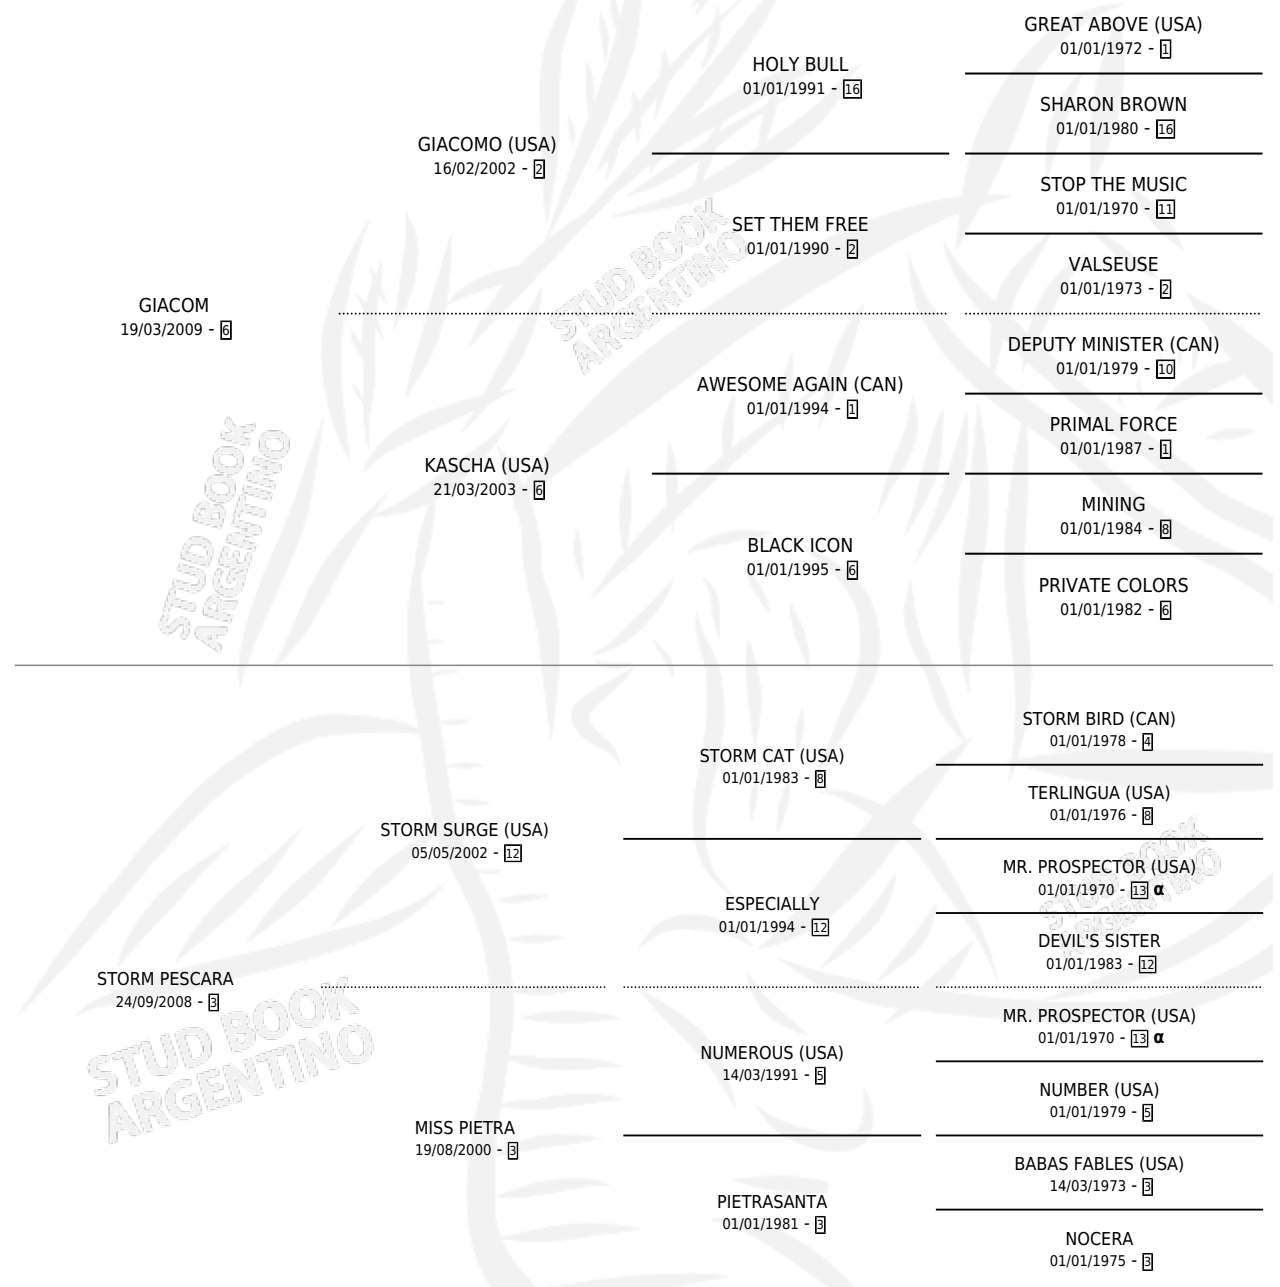 GREAT ABOVE (USA)
01/01/1972 - 1
HOLY BULL
01/01/1991 - 16
SHARON BROWN
01/01/1980 - 16
GIACOMO (USA)
16/02/2002 - 2
STOP THE MUSIC
01/01/1970 - 11
SET THEM FREE
01/01/1990 - 2
VALSEUSE
01/01/1973 - 2
GIACOM
19/03/2009 - 6
DEPUTY MINISTER (CAN)
01/01/1979 - 10
AWESOME AGAIN (CAN)
01/01/1994 - 1
PRIMAL FORCE
01/01/1987 - 1
KASCHA (USA)
21/03/2003 - 6
MINING
01/01/1984 - 8
BLACK ICON
01/01/1995 - 6
PRIVATE COLORS
01/01/1982 - 6
STUD BOOK
ARGENTINO
STUD BOOK
ARGENTINO
STORM BIRD (CAN)
01/01/1978 - 4
STORM CAT (USA)
01/01/1983 - 8
TERLINGUA (USA)
01/01/1976 - 8
STORM SURGE (USA)
05/05/2002 - 12
MR. PROSPECTOR (USA)
01/01/1970 - 13 α
ESPECIALLY
01/01/1994 - 12
DEVIL'S SISTER
01/01/1983 - 12
STORM PESCARA
24/09/2008 - 3
MR. PROSPECTOR (USA)
01/01/1970 - 13 α
NUMEROUS (USA)
14/03/1991 - 5
NUMBER (USA)
01/01/1979 - 5
MISS PIETRA
19/08/2000 - 3
BABAS FABLES (USA)
14/03/1973 - 3
PIETRASANTA
01/01/1981 - 3
NOCERA
01/01/1975 - 3
STUD BOOK
ARGENTINO
STUD BOOK
ARGENTINO